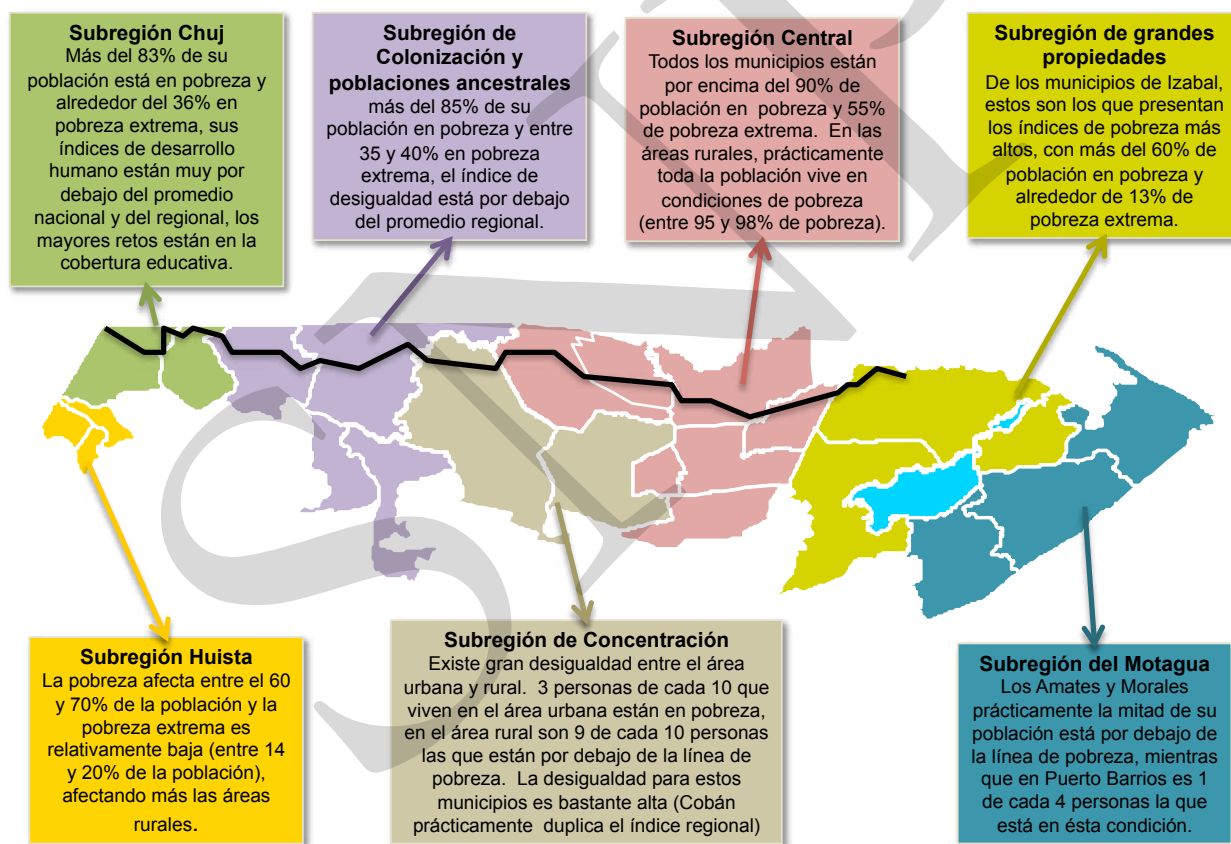 Subregión Chuj
Más del 83% de su
población está en pobreza y
alrededor del 36% en
pobreza extrema, sus
índices de desarrollo
humano están muy por
debajo del promedio
nacional y del regional, los
mayores retos están en la
cobertura educativa.
Subregión de
Colonización y
poblaciones ancestrales
más del 85% de su
población en pobreza y entre
35 y 40% en pobreza
extrema, el índice de
desigualdad está por debajo
del promedio regional.
Subregión Central
Todos los municipios están
por encima del 90% de
población en pobreza y 55%
de pobreza extrema. En las
áreas rurales, prácticamente
toda la población vive en
condiciones de pobreza
(entre 95 y 98% de pobreza).
Subregión de grandes
propiedades
De los municipios de Izabal,
estos son los que presentan
los índices de pobreza más
altos, con más del 60% de
población en pobreza y
alrededor de 13% de
pobreza extrema.
Subregión Huista
La pobreza afecta entre el 60
y 70% de la población y la
pobreza extrema es
relativamente baja (entre 14
y 20% de la población),
afectando más las áreas
rurales.
Subregión de Concentración
Existe gran desigualdad entre el área
urbana y rural. 3 personas de cada 10 que
viven en el área urbana están en pobreza,
en el área rural son 9 de cada 10 personas
las que están por debajo de la línea de
pobreza. La desigualdad para estos
municipios es bastante alta (Cobán
prácticamente duplica el índice regional)
Subregión del Motagua
Los Amates y Morales
prácticamente la mitad de su
población está por debajo de
la línea de pobreza, mientras
que en Puerto Barrios es 1
de cada 4 personas la que
está en ésta condición.